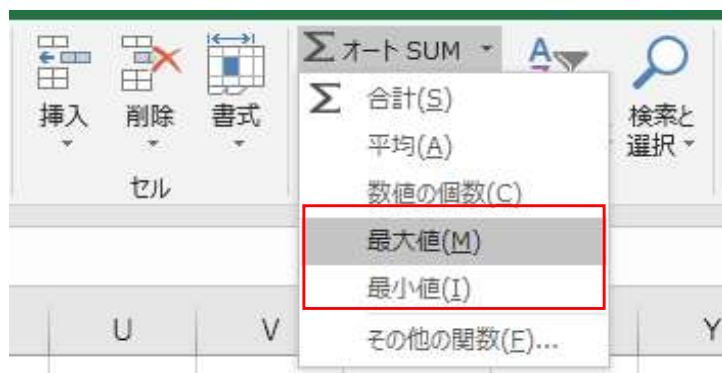 Σ オート SUM
挿入 削除 書式
セル
Σ 合計(S)
平均(A)
数値の個数(C)
最大値(M)
最小値(I)
その他の関数(F)...
検索と
選択
A
U V Y